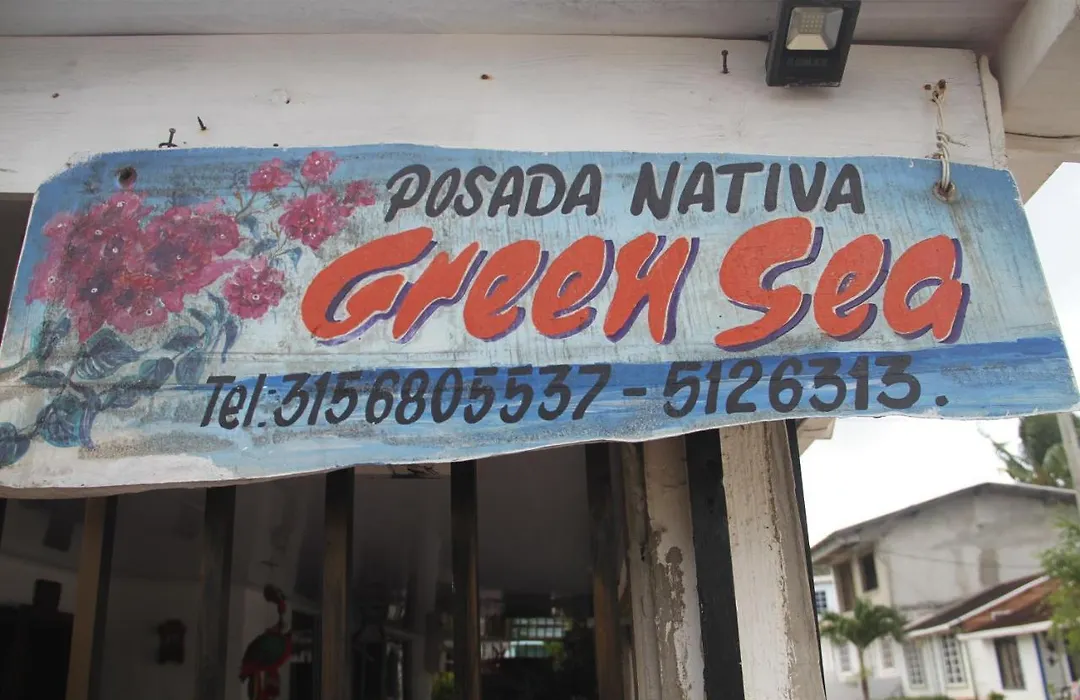 POSADA NATIVA
Green Sea
Tel: 3156805537 - 5126313.